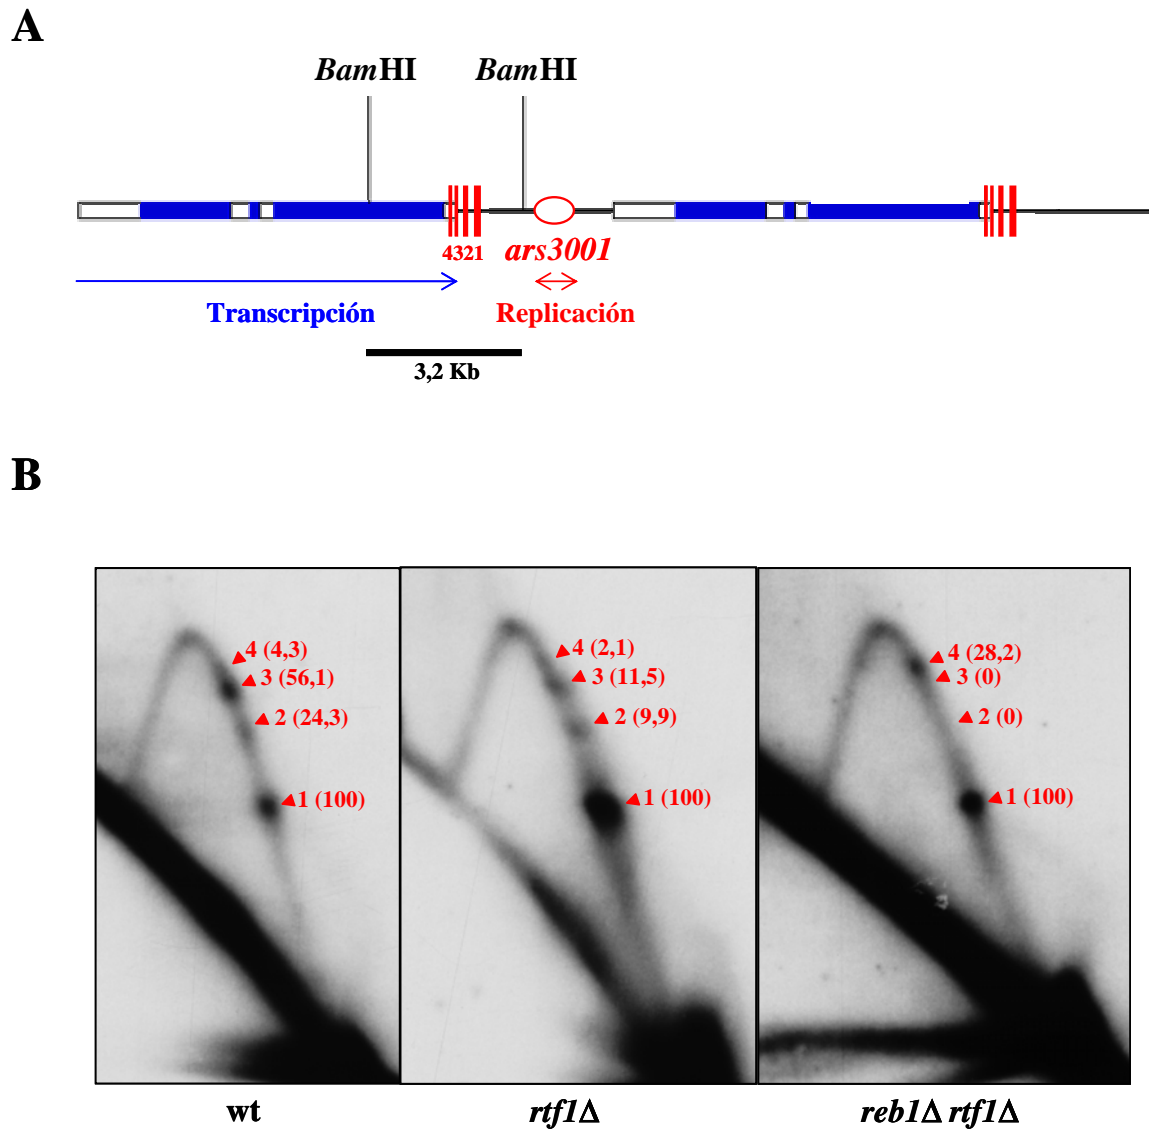 A
BamHI BamHI
4321 ars3001
Transcripción Replicación
3,2 Kb
B
4 (4,3)
3 (56,1)
2 (24,3)
1 (100)
4 (2,1)
3 (11,5)
2 (9,9)
1 (100)
4 (28,2)
3 (0)
2 (0)
1 (100)
wt rtf1Δ reb1Δ rtf1Δ